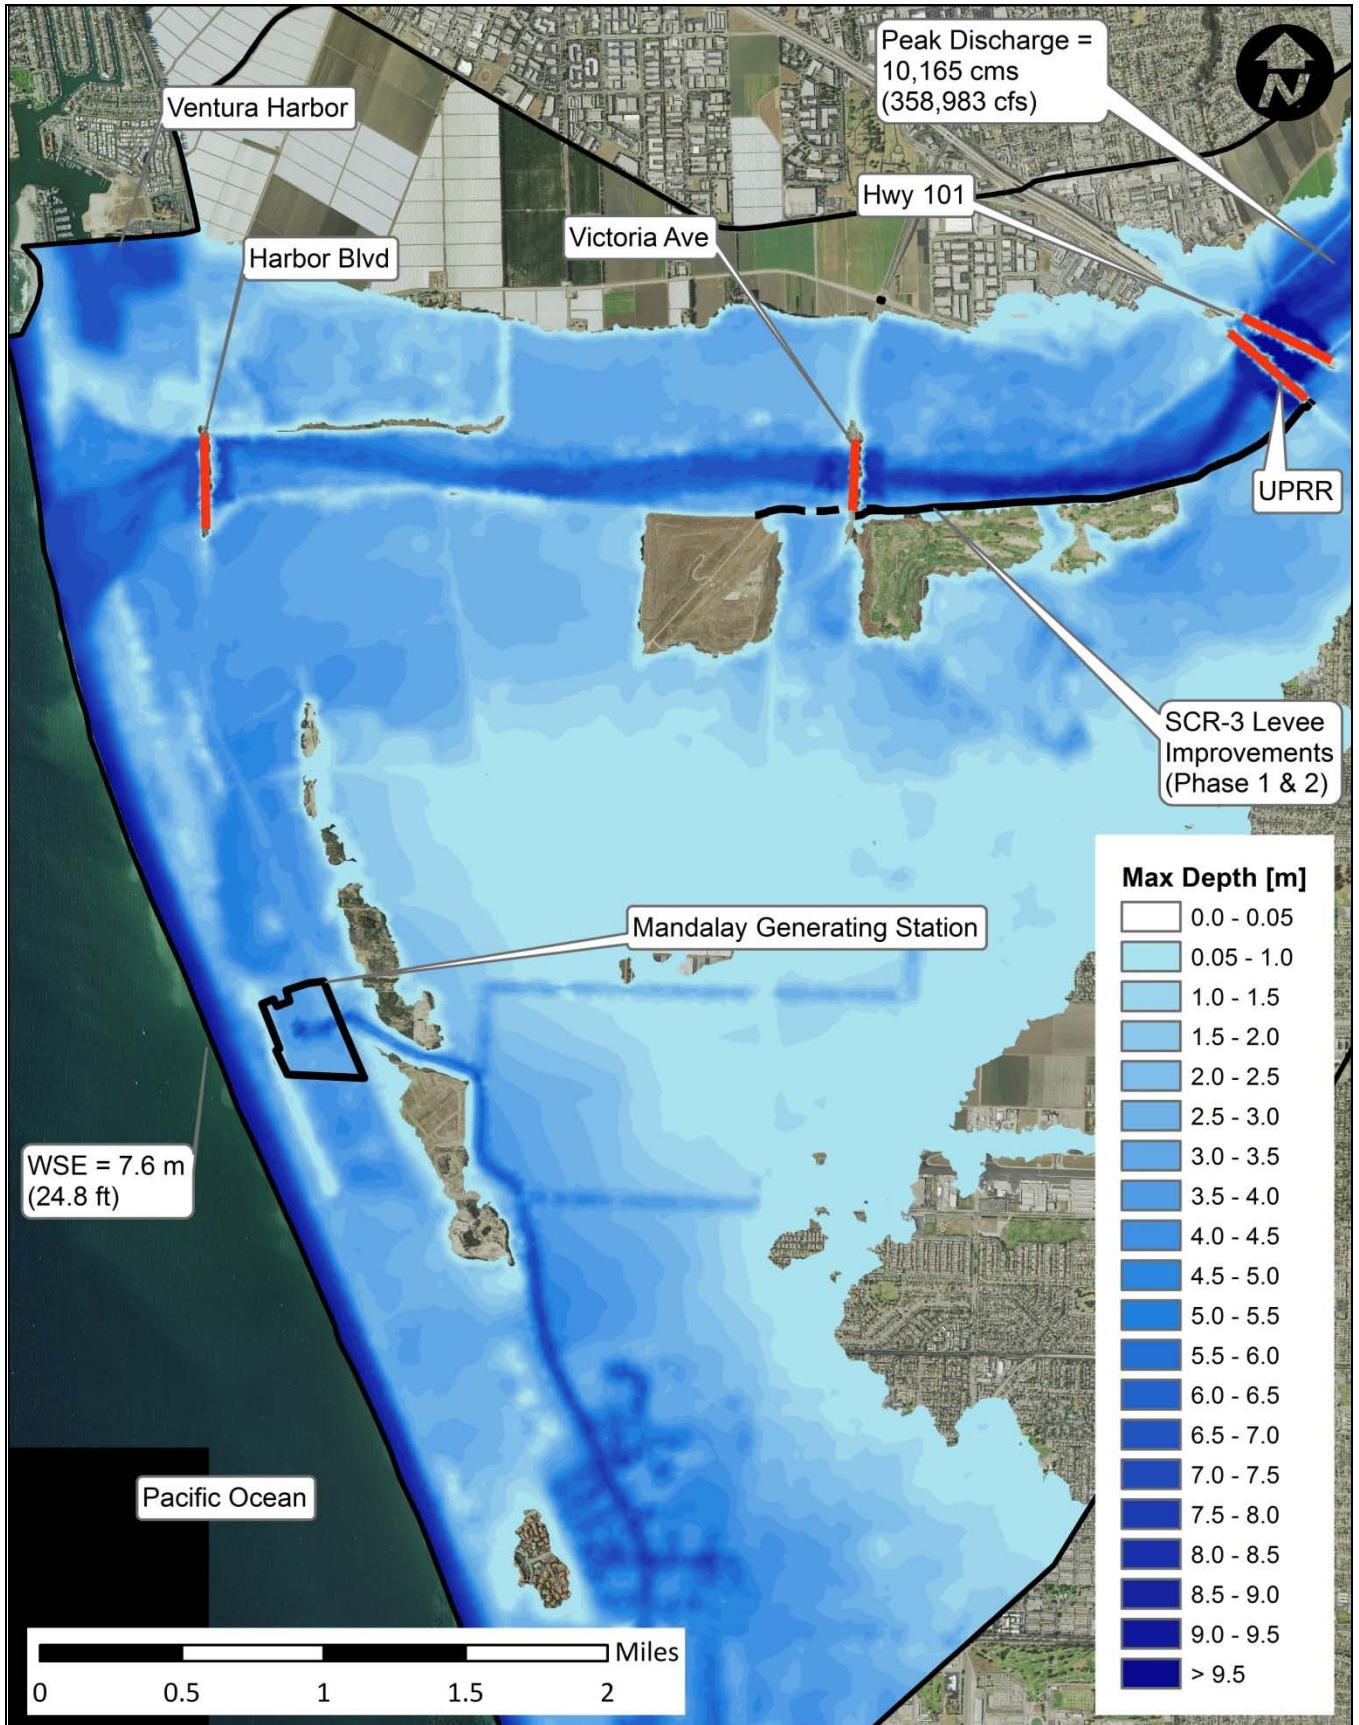 Peak Discharge =
10,165 cms
(358,983 cfs)
N
Ventura Harbor
Hwy 101
Victoria Ave
Harbor Blvd
UPRR
SCR-3 Levee
Improvements
(Phase 1 & 2)
Mandalay Generating Station
WSE = 7.6 m
(24.8 ft)
Pacific Ocean
Max Depth [m]
0.0 - 0.05
0.05 - 1.0
1.0 - 1.5
1.5 - 2.0
2.0 - 2.5
2.5 - 3.0
3.0 - 3.5
3.5 - 4.0
4.0 - 4.5
4.5 - 5.0
5.0 - 5.5
5.5 - 6.0
6.0 - 6.5
6.5 - 7.0
7.0 - 7.5
7.5 - 8.0
8.0 - 8.5
8.5 - 9.0
9.0 - 9.5
> 9.5
Miles
0 0.5 1 1.5 2